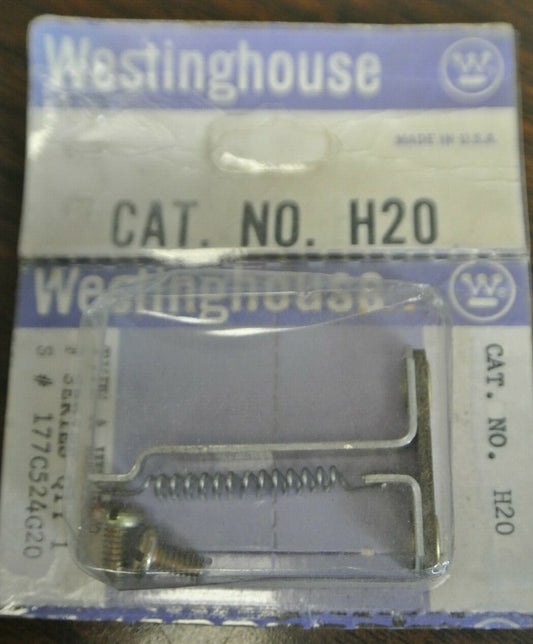 Westinghouse
W
MADE IN U.S.A.
CAT. NO. H20
Westinghouse
W
CAT. NO. H20
S # 177C524G20